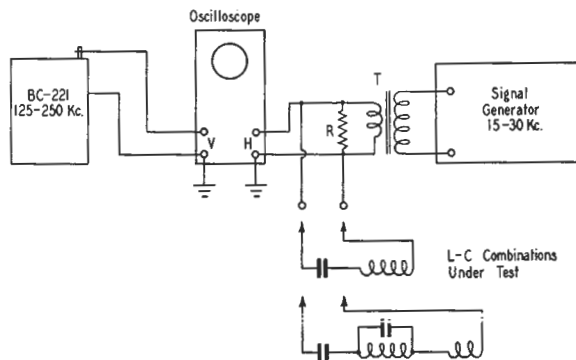 Oscilloscope
BC-221
125-250 Kc.
V
H
R
T
Signal
Generator
15-30 Kc.
L-C Combinations
Under Test